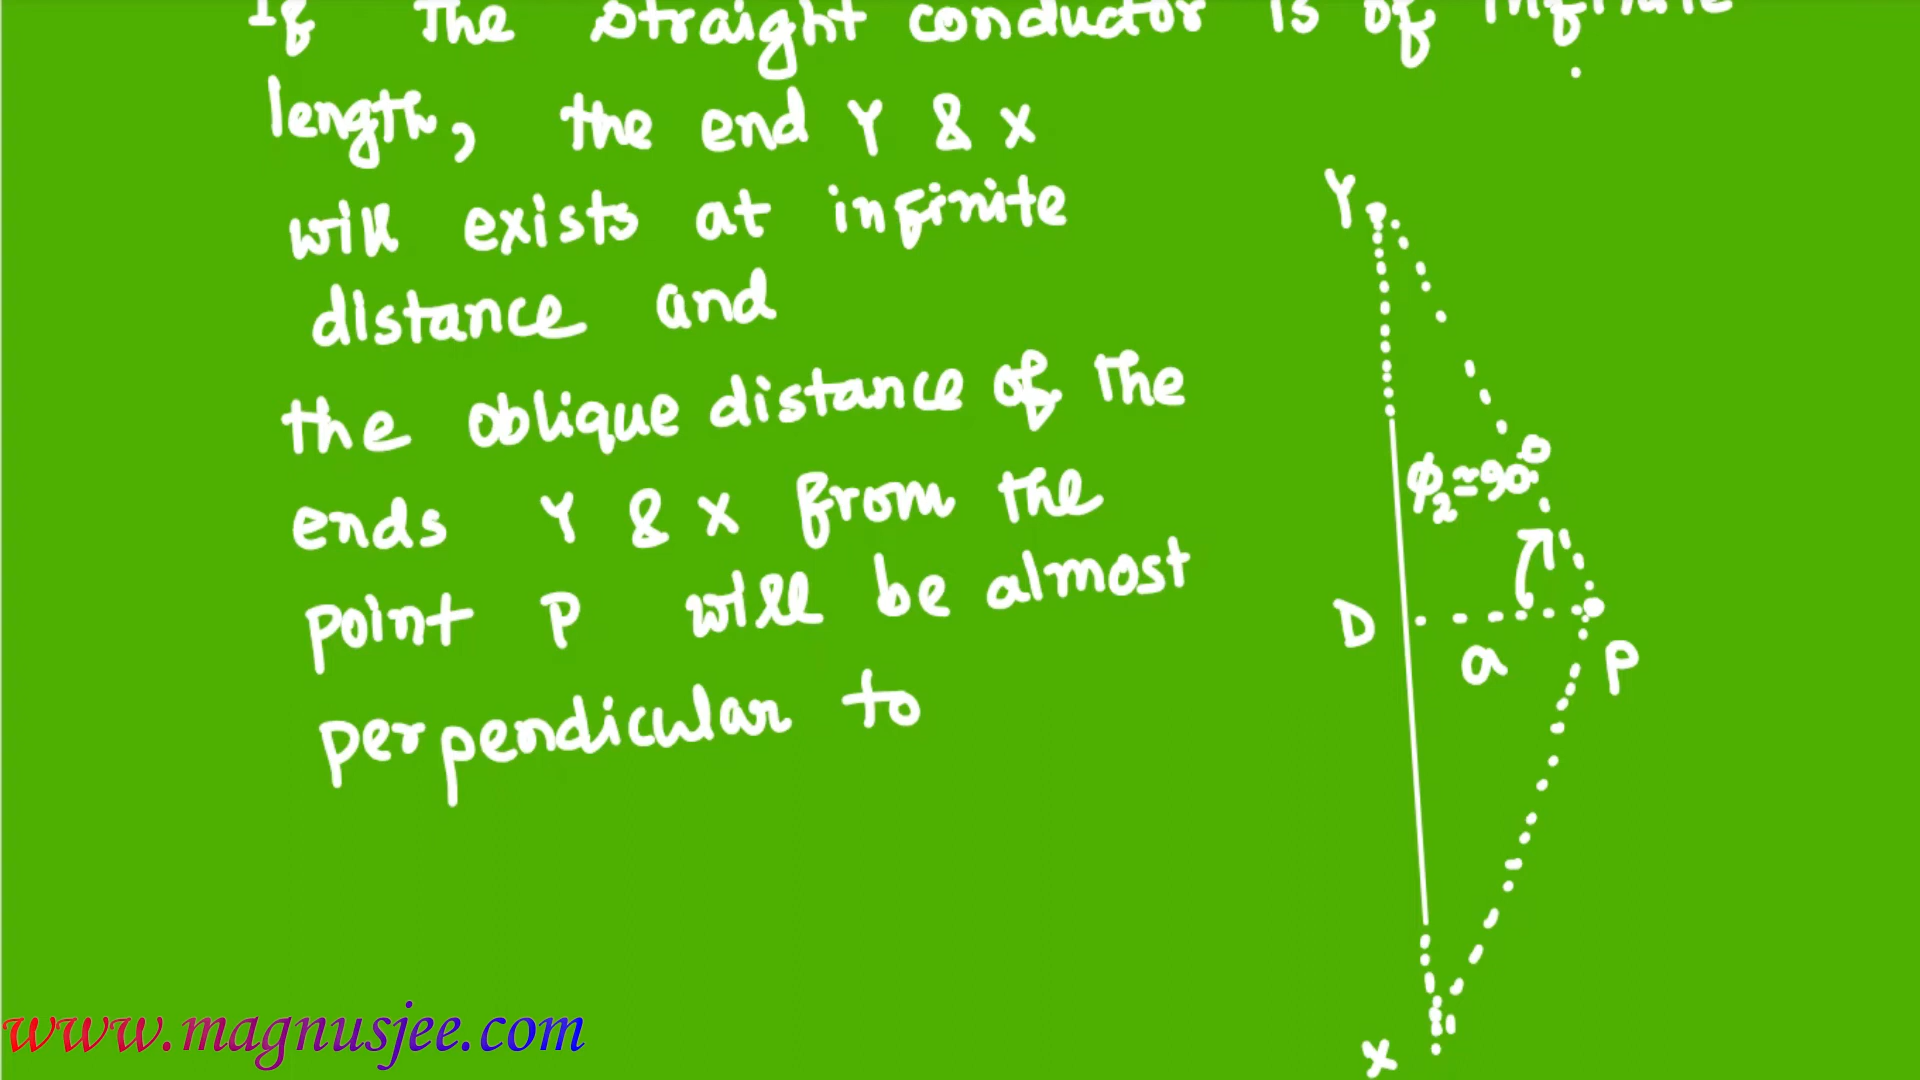 If the straight conductor is of infinite
length, the end Y & X
will exists at infinite
distance and
the oblique distance of the
ends Y & X from the
point P will be almost
perpendicular to
Y
ϕ₂≈90°
D
a
P
X
www.magnusjee.com